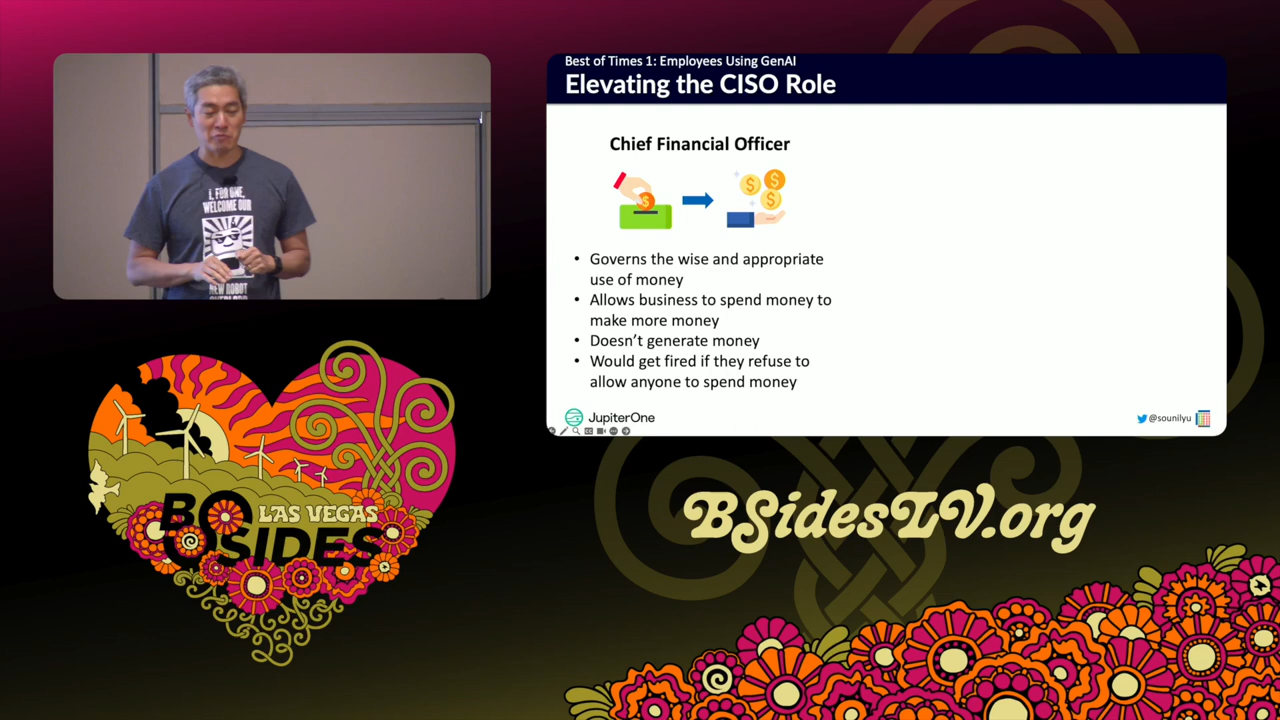 Best of Times 1: Employees Using GenAI
Elevating the CISO Role
Chief Financial Officer
• Governs the wise and appropriate
use of money
• Allows business to spend money to
make more money
• Doesn’t generate money
• Would get fired if they refuse to
allow anyone to spend money
JupiterOne
@sounilyu
I, FOR ONE,
WELCOME OUR
NEW ROBOT
BSIDES
LAS VEGAS
23
BSidesLV.org